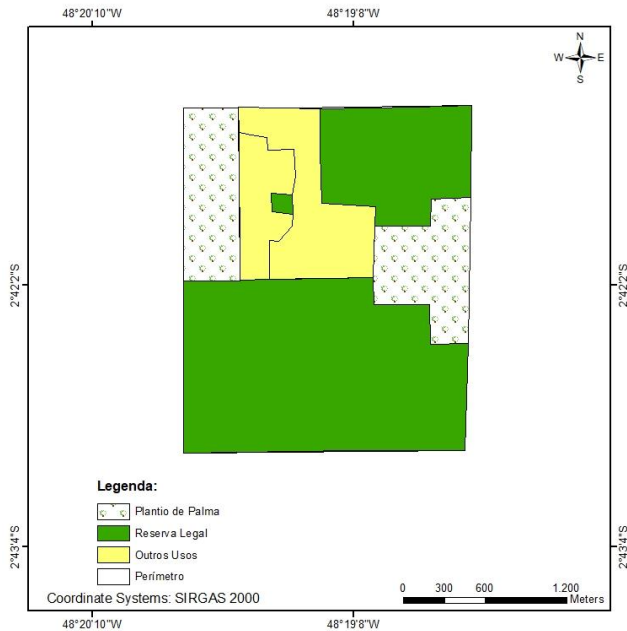 48°20'10"W 48°19'8"W
N
W E
S
2°42'2"S 2°42'2"S
Legenda:
Plantio de Palma
Reserva Legal
Outros Usos
Perímetro
2°43'4"S 2°43'4"S
0 300 600 1.200
Meters
Coordinate Systems: SIRGAS 2000
48°20'10"W 48°19'8"W